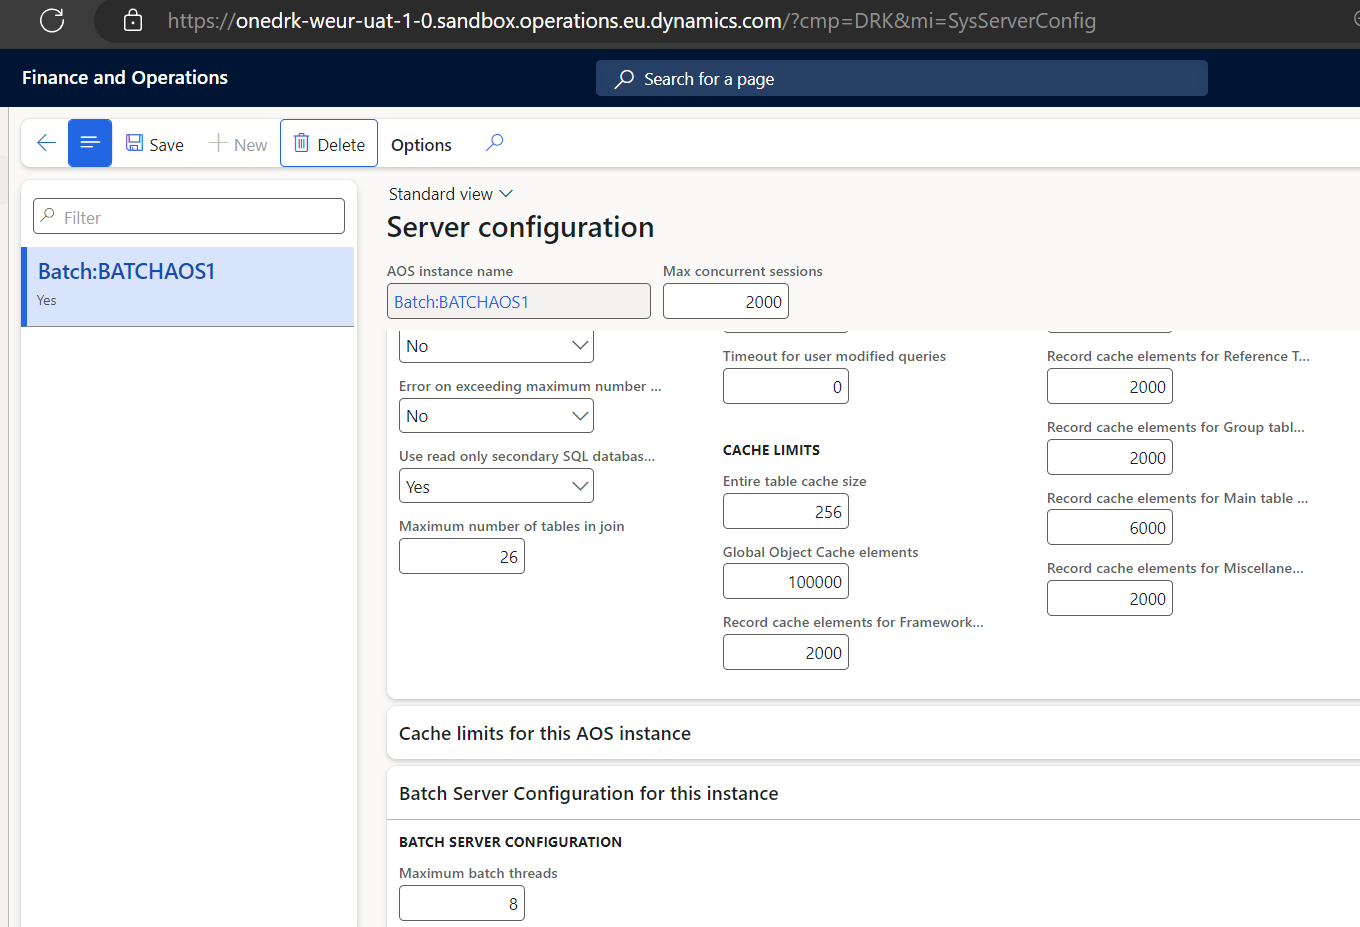 https://onedrk-weur-uat-1-0.sandbox.operations.eu.dynamics.com/?cmp=DRK&mi=SysServerConfig
Finance and Operations
Search for a page
Save
New
Delete
Options
Filter
Batch:BATCHAOS1
Yes
Standard view
Server configuration
AOS instance name
Max concurrent sessions
Batch:BATCHAOS1
2000
No
Error on exceeding maximum number ...
No
Use read only secondary SQL databas...
Yes
Maximum number of tables in join
26
Timeout for user modified queries
0
CACHE LIMITS
Entire table cache size
256
Global Object Cache elements
100000
Record cache elements for Framework...
2000
Record cache elements for Reference T...
2000
Record cache elements for Group tabl...
2000
Record cache elements for Main table ...
6000
Record cache elements for Miscellane...
2000
Cache limits for this AOS instance
Batch Server Configuration for this instance
BATCH SERVER CONFIGURATION
Maximum batch threads
8